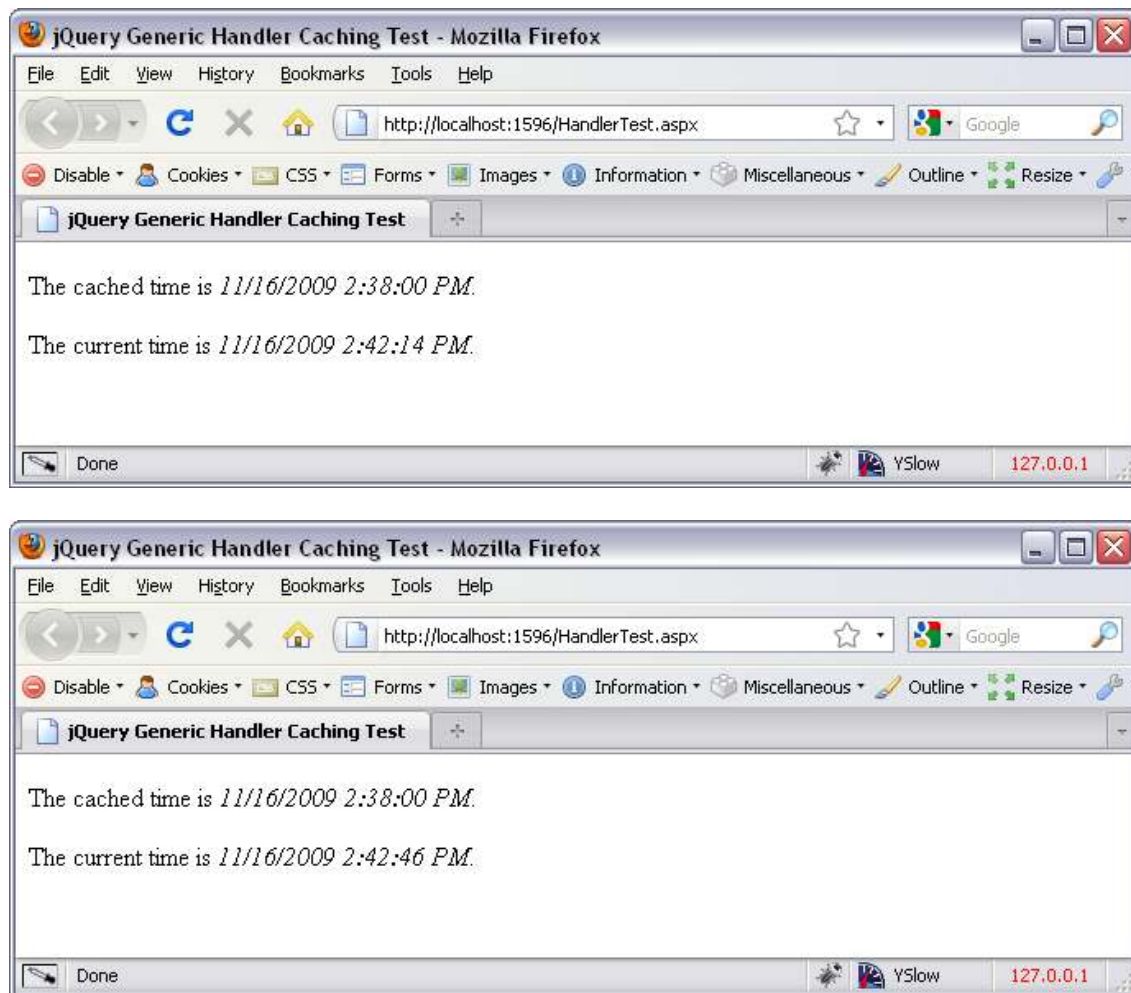 jQuery Generic Handler Caching Test - Mozilla Firefox
File Edit View History Bookmarks Tools Help
http://localhost:1596/HandlerTest.aspx Google
Disable Cookies CSS Forms Images Information Miscellaneous Outline Resize
jQuery Generic Handler Caching Test
The cached time is 11/16/2009 2:38:00 PM.
The current time is 11/16/2009 2:42:14 PM.
Done YSlow 127.0.0.1
jQuery Generic Handler Caching Test - Mozilla Firefox
File Edit View History Bookmarks Tools Help
http://localhost:1596/HandlerTest.aspx Google
Disable Cookies CSS Forms Images Information Miscellaneous Outline Resize
jQuery Generic Handler Caching Test
The cached time is 11/16/2009 2:38:00 PM.
The current time is 11/16/2009 2:42:46 PM.
Done YSlow 127.0.0.1